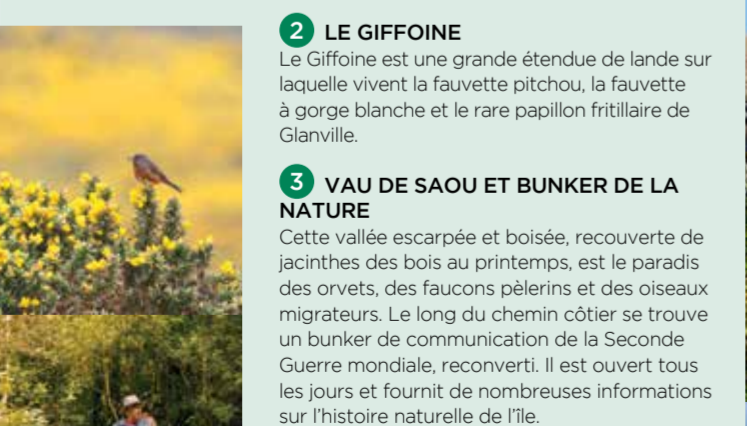 2 LE GIFFOINE
Le Giffoine est une grande étendue de lande sur
laquelle vivent la fauvette pitchou, la fauvette
à gorge blanche et le rare papillon fritillaire de
Glanville.
3 VAU DE SAOU ET BUNKER DE LA
NATURE
Cette vallée escarpée et boisée, recouverte de
jacinthes des bois au printemps, est le paradis
des orvets, des faucons pèlerins et des oiseaux
migrateurs. Le long du chemin côtier se trouve
un bunker de communication de la Seconde
Guerre mondiale, reconverti. Il est ouvert tous
les jours et fournit de nombreuses informations
sur l'histoire naturelle de l'île.